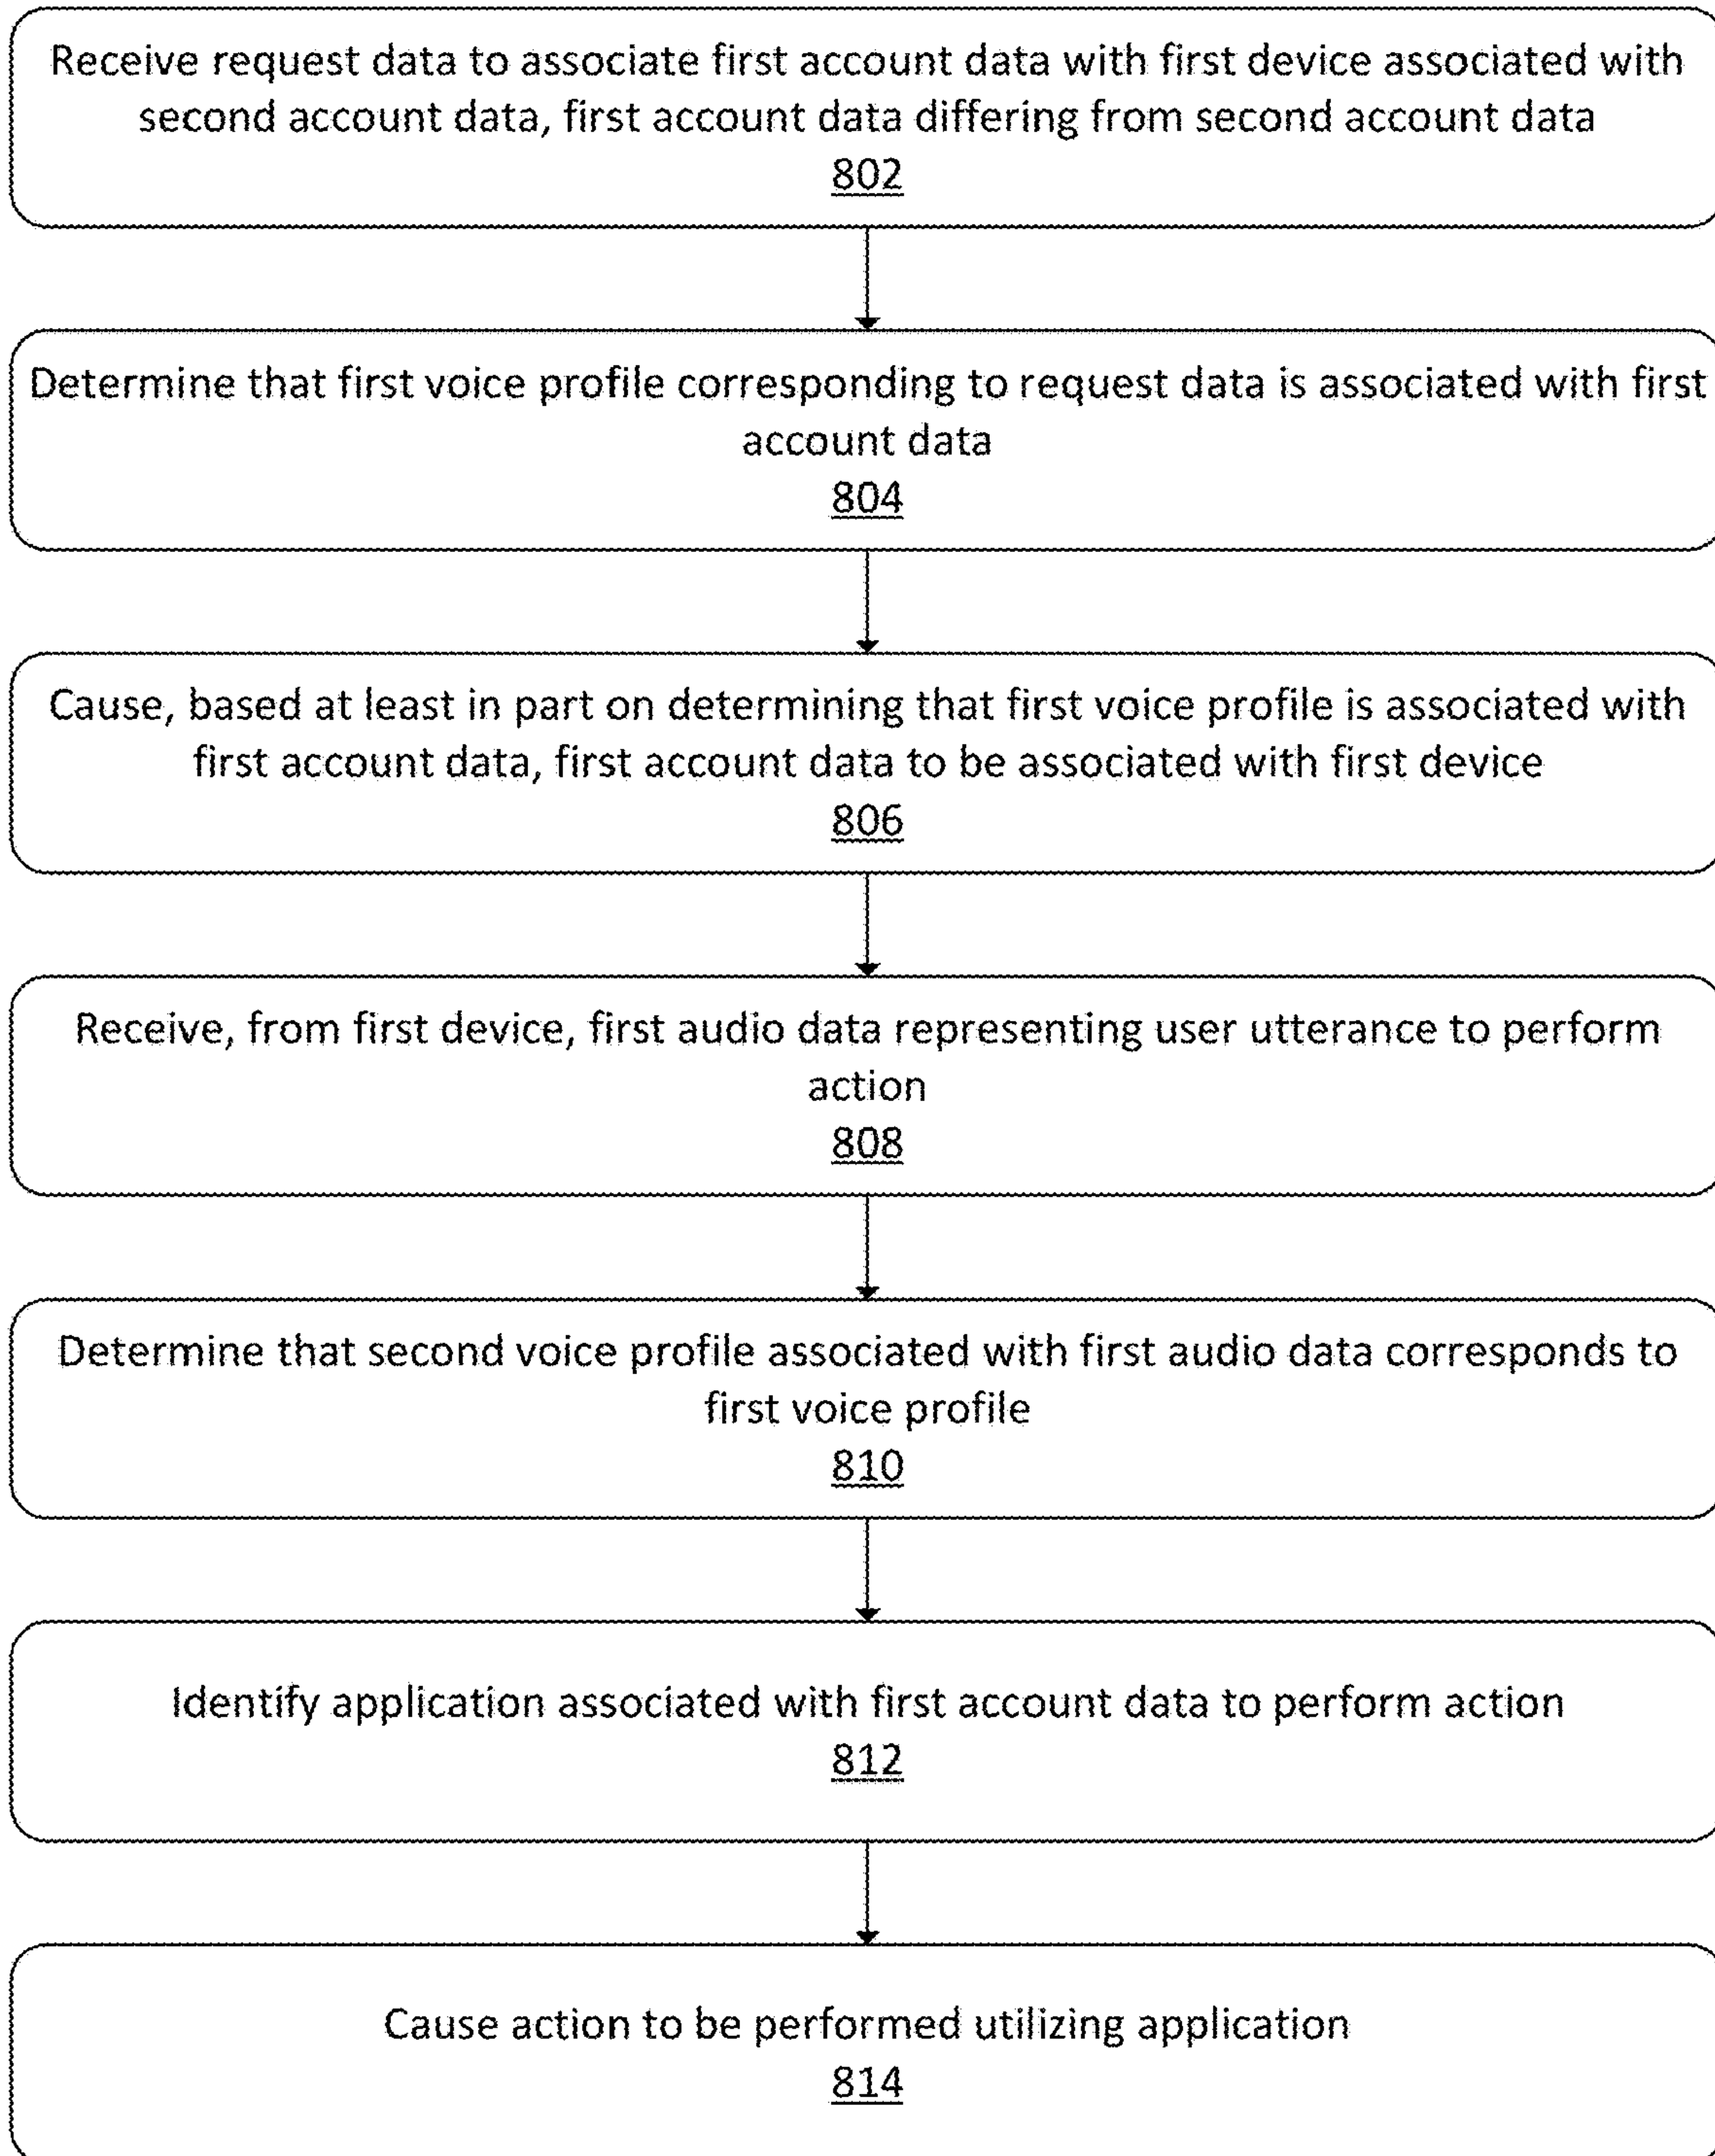 Receive request data to associate first account data with first device associated with
second account data, first account data differing from second account data
802
Determine that first voice profile corresponding to request data is associated with first
account data
804
Cause, based at least in part on determining that first voice profile is associated with
first account data, first account data to be associated with first device
806
Receive, from first device, first audio data representing user utterance to perform
action
808
Determine that second voice profile associated with first audio data corresponds to
first voice profile
810
Identify application associated with first account data to perform action
812
Cause action to be performed utilizing application
814